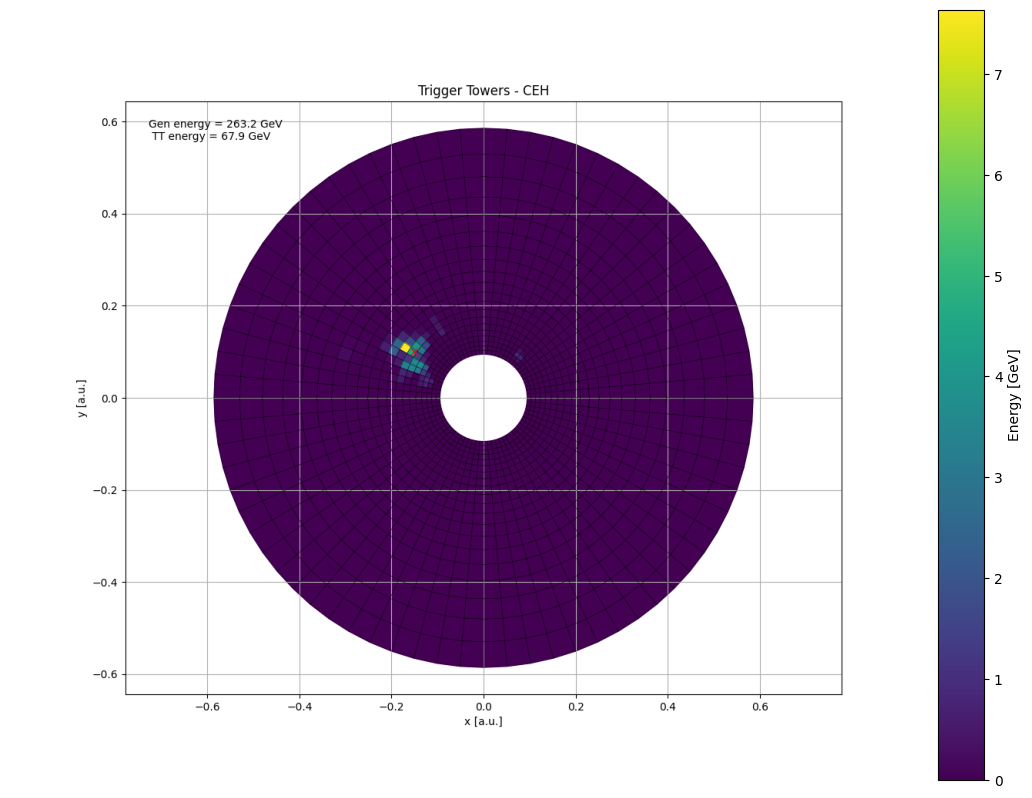 Trigger Towers - CEH
Gen energy = 263.2 GeV
TT energy = 67.9 GeV
0.6
0.4
0.2
0.0
−0.2
−0.4
−0.6
y [a.u.]
−0.6 −0.4 −0.2 0.0 0.2 0.4 0.6
x [a.u.]
7
6
5
4
3
2
1
0
Energy [GeV]